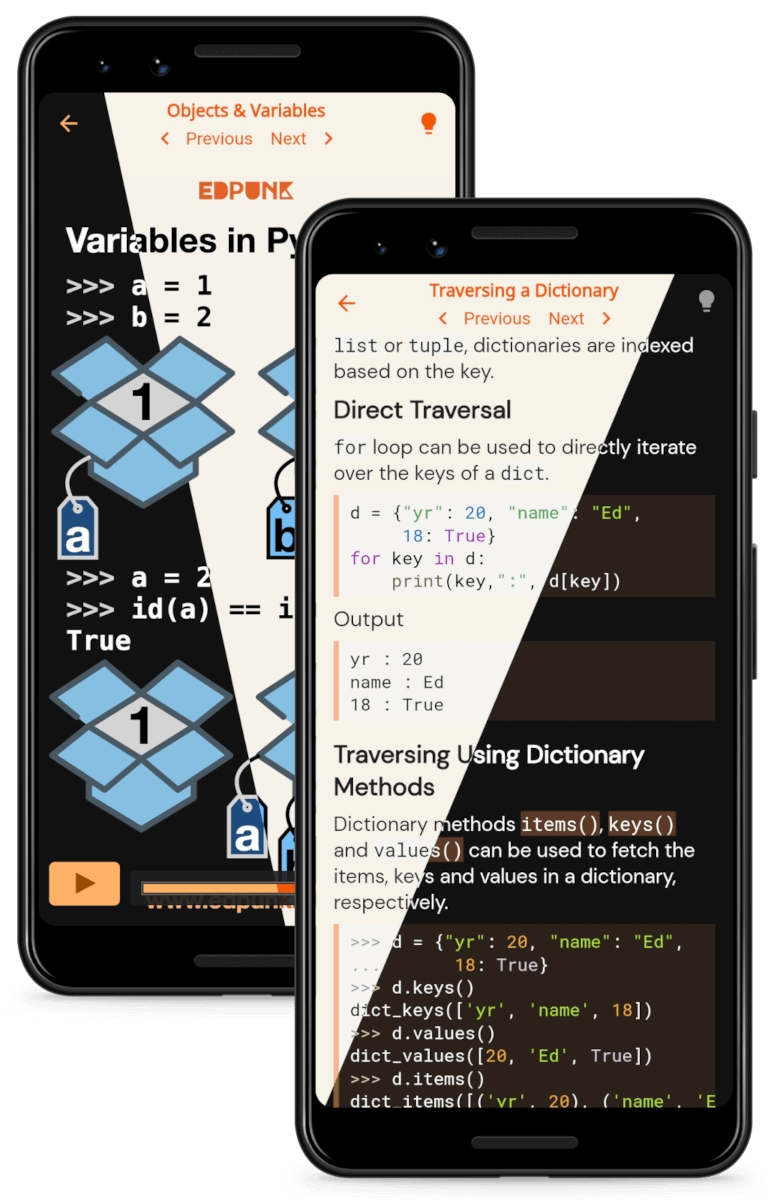 Objects & Variables
Previous Next
EDPUNK
Variables in Py
>>> a = 1
>>> b = 2
1
a
b
>>> a = 2
>>> id(a) == i
True
1
a
Traversing a Dictionary
Previous Next
list or tuple, dictionaries are indexed
based on the key.
Direct Traversal
for loop can be used to directly iterate
over the keys of a dict.
d = {"yr": 20, "name": "Ed",
18: True}
for key in d:
print(key,":", d[key])
Output
yr : 20
name : Ed
18 : True
Traversing Using Dictionary
Methods
Dictionary methods items(), keys()
and values() can be used to fetch the
items, keys and values in a dictionary,
respectively.
>>> d = {"yr": 20, "name": "Ed",
... 18: True}
>>> d.keys()
dict_keys(['yr', 'name', 18])
>>> d.values()
dict_values([20, 'Ed', True])
>>> d.items()
dict_items([('yr', 20), ('name', 'E